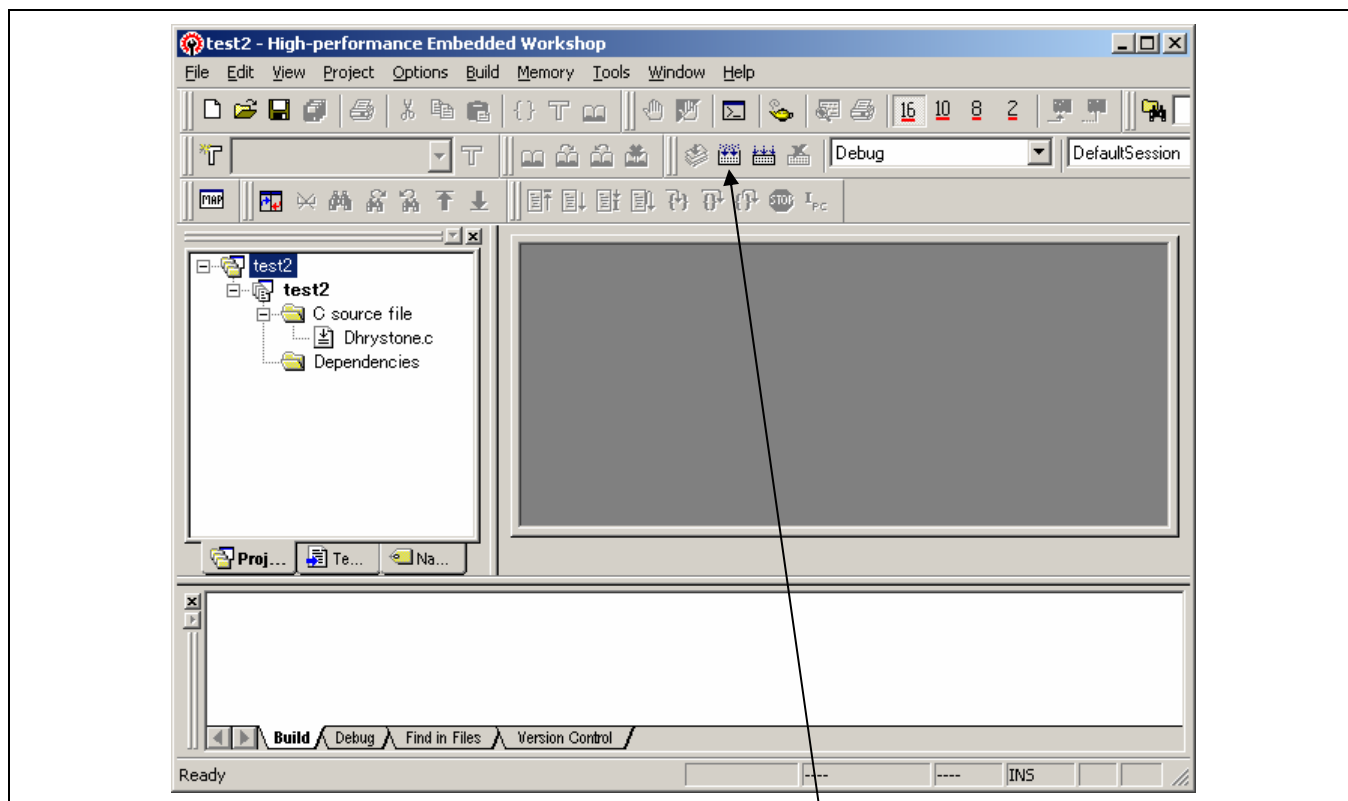 test2 - High-performance Embedded Workshop
File Edit View Project Options Build Memory Tools Window Help
16 10 8 2
Debug DefaultSession
MAP STOP IPC
test2
test2
C source file
Dhrystone.c
Dependencies
Proj... Te... Na...
Build Debug Find in Files Version Control
Ready ---- ---- INS